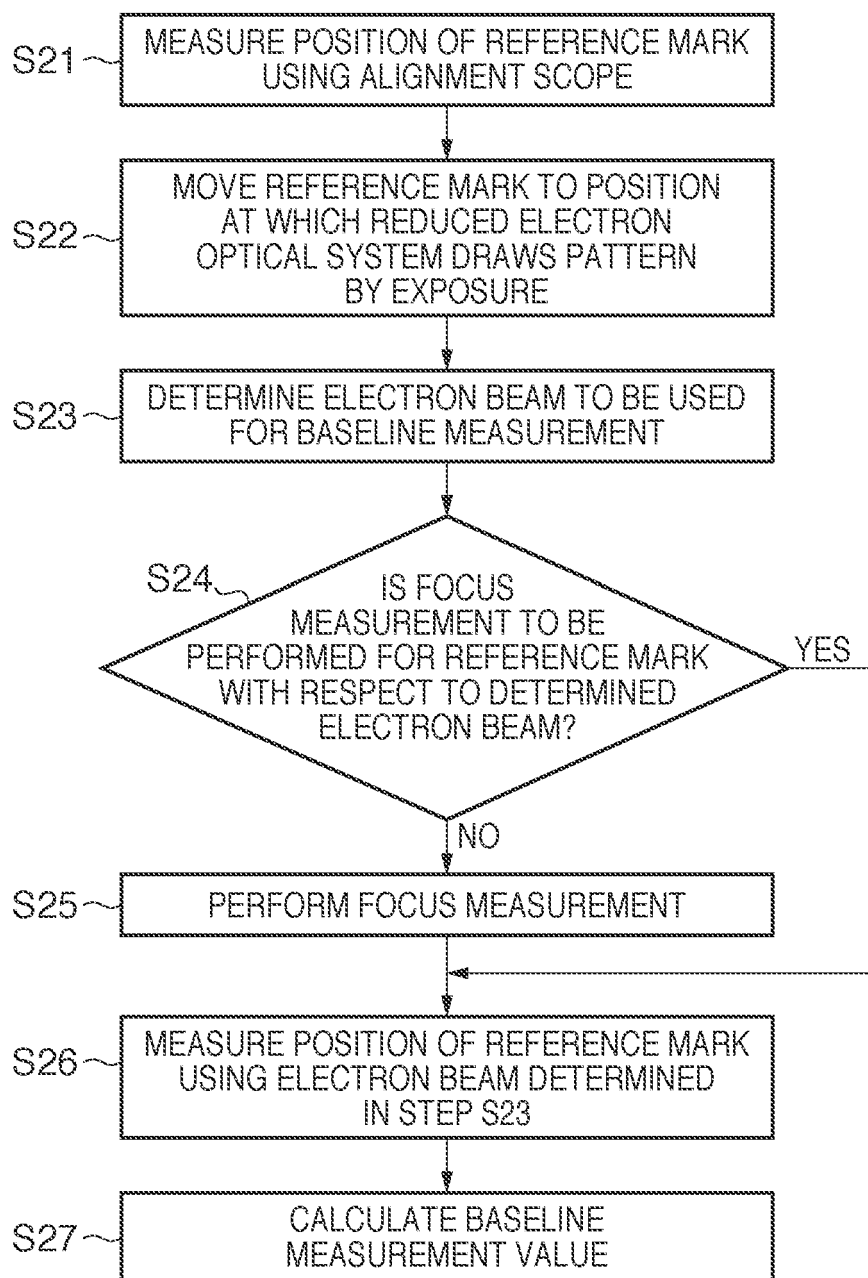 S21
MEASURE POSITION OF REFERENCE MARK
USING ALIGNMENT SCOPE
S22
MOVE REFERENCE MARK TO POSITION
AT WHICH REDUCED ELECTRON
OPTICAL SYSTEM DRAWS PATTERN
BY EXPOSURE
S23
DETERMINE ELECTRON BEAM TO BE USED
FOR BASELINE MEASUREMENT
S24
IS FOCUS
MEASUREMENT TO BE
PERFORMED FOR REFERENCE MARK
WITH RESPECT TO DETERMINED
ELECTRON BEAM?
YES
NO
S25
PERFORM FOCUS MEASUREMENT
S26
MEASURE POSITION OF REFERENCE MARK
USING ELECTRON BEAM DETERMINED
IN STEP S23
S27
CALCULATE BASELINE
MEASUREMENT VALUE